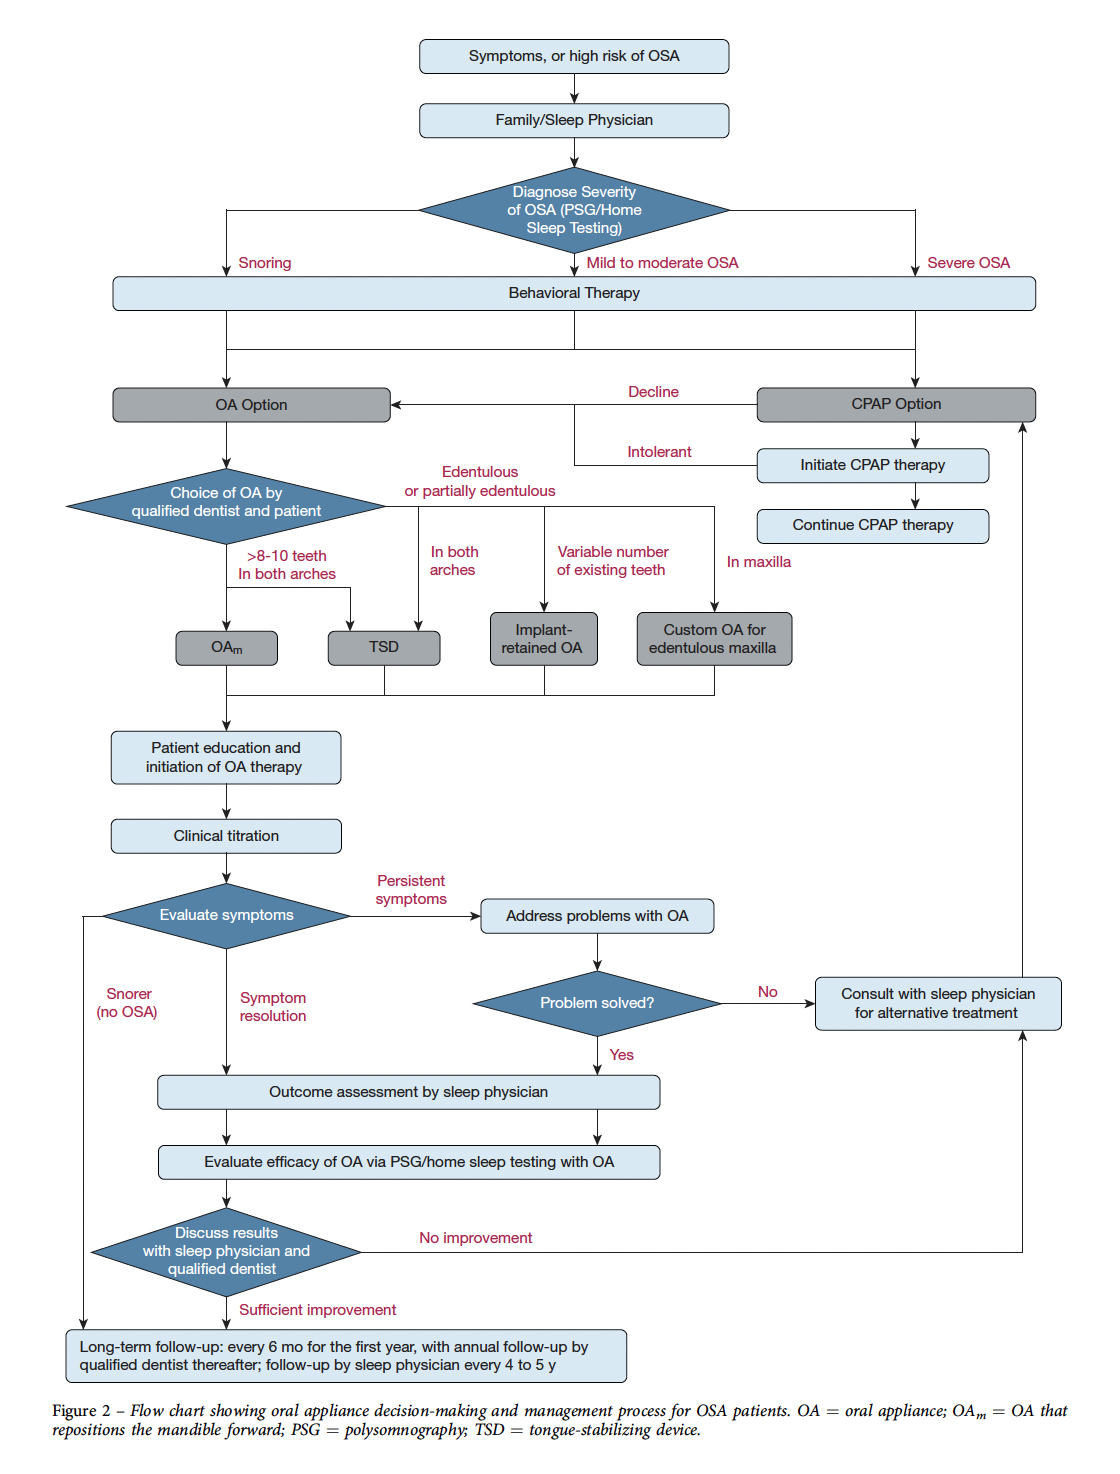 Symptoms, or high risk of OSA
Family/Sleep Physician
Diagnose Severity
of OSA (PSG/Home
Sleep Testing)
Snoring
Mild to moderate OSA
Severe OSA
Behavioral Therapy
OA Option
Decline
CPAP Option
Intolerant
Initiate CPAP therapy
Continue CPAP therapy
Choice of OA by
qualified dentist and patient
Edentulous
or partially edentulous
>8-10 teeth
In both arches
In both
arches
Variable number
of existing teeth
In maxilla
OAm
TSD
Implant-
retained OA
Custom OA for
edentulous maxilla
Patient education and
initiation of OA therapy
Clinical titration
Evaluate symptoms
Persistent
symptoms
Address problems with OA
Snorer
(no OSA)
Symptom
resolution
Problem solved?
No
Consult with sleep physician
for alternative treatment
Yes
Outcome assessment by sleep physician
Evaluate efficacy of OA via PSG/home sleep testing with OA
Discuss results
with sleep physician and
qualified dentist
No improvement
Sufficient improvement
Long-term follow-up: every 6 mo for the first year, with annual follow-up by
qualified dentist thereafter; follow-up by sleep physician every 4 to 5 y
Figure 2 – Flow chart showing oral appliance decision-making and management process for OSA patients. OA = oral appliance; OAm = OA that
repositions the mandible forward; PSG = polysomnography; TSD = tongue-stabilizing device.